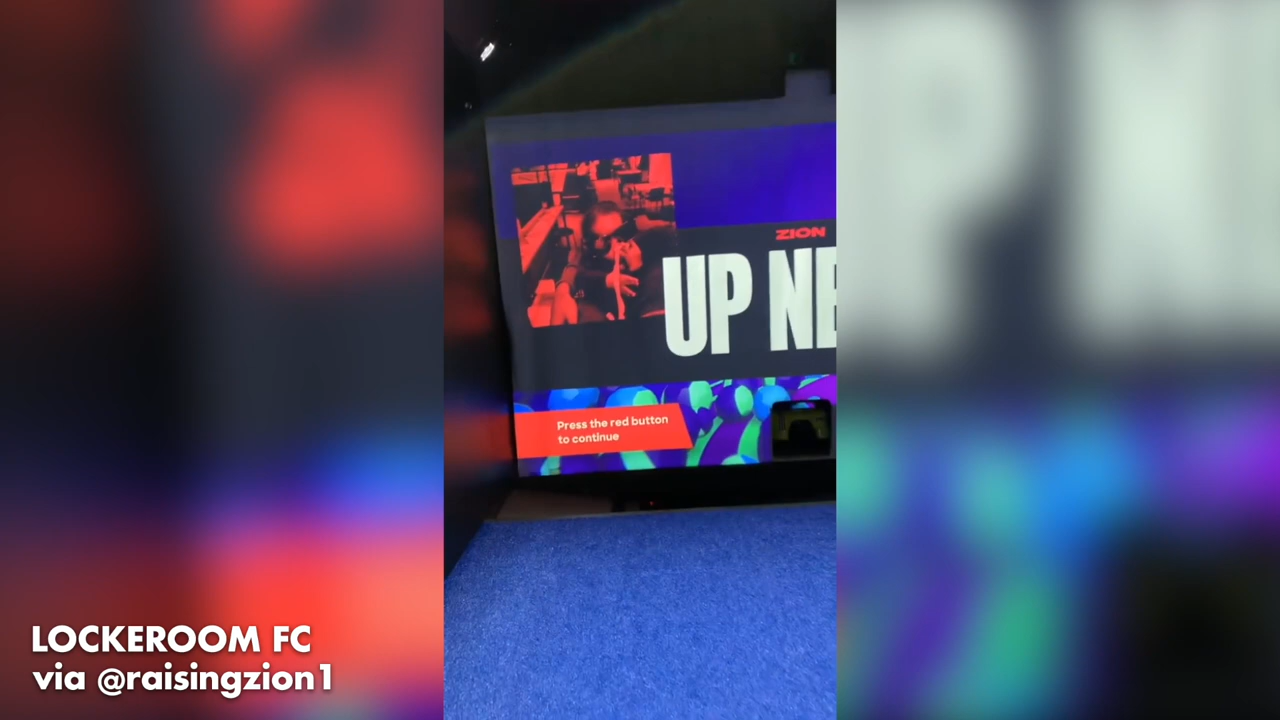 ZION
UP NE
Press the red button
to continue
LOCKEROOM FC
via @raisingzion1